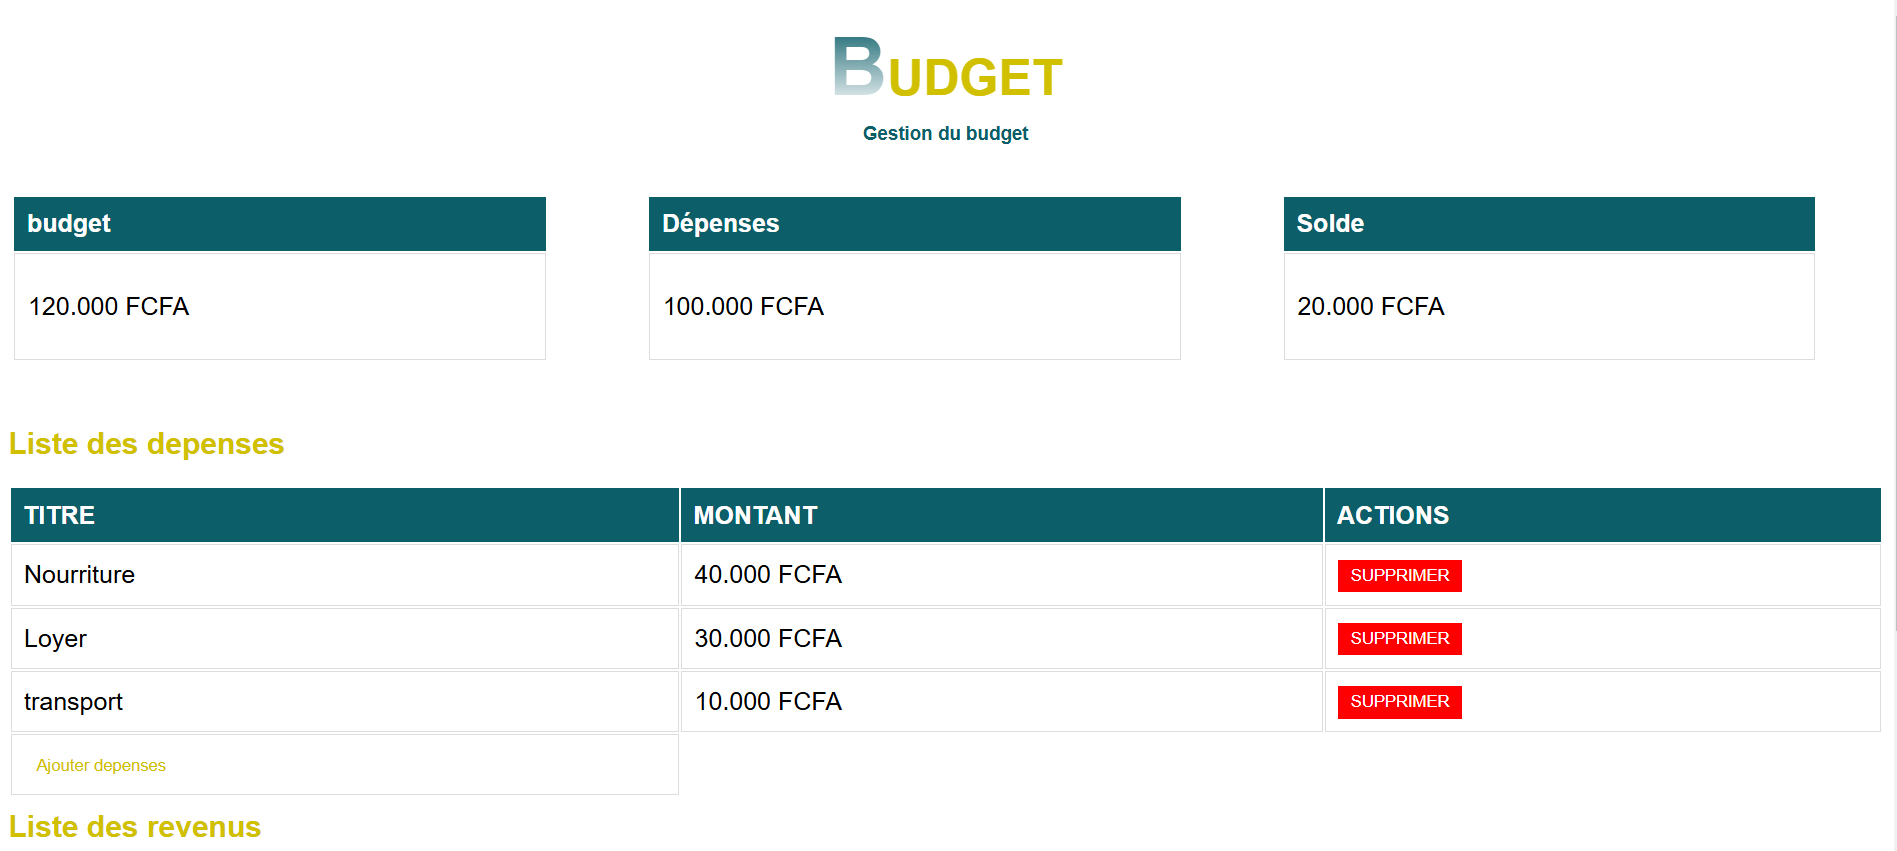 BUDGET
Gestion du budget
budget Dépenses Solde
120.000 FCFA 100.000 FCFA 20.000 FCFA
Liste des depenses
TITRE MONTANT ACTIONS
Nourriture 40.000 FCFA SUPPRIMER
Loyer 30.000 FCFA SUPPRIMER
transport 10.000 FCFA SUPPRIMER
Ajouter depenses
Liste des revenus